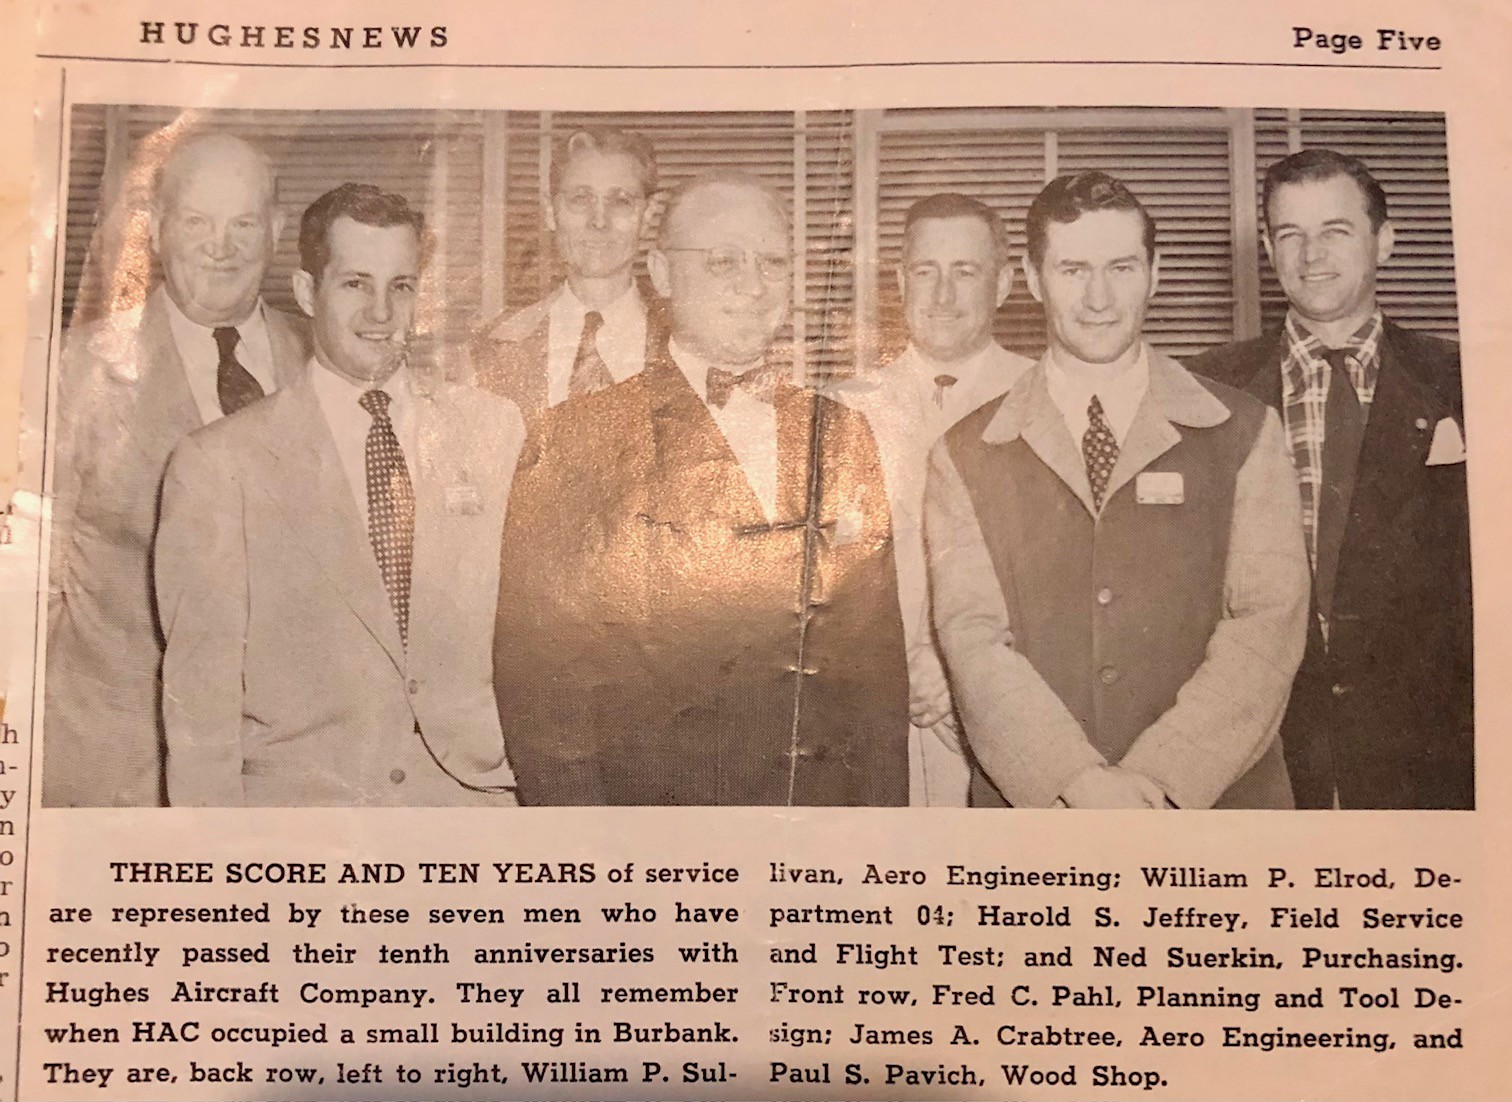 HUGHESNEWS
Page Five
THREE SCORE AND TEN YEARS of service
are represented by these seven men who have
recently passed their tenth anniversaries with
Hughes Aircraft Company. They all remember
when HAC occupied a small building in Burbank.
They are, back row, left to right, William P. Sul-
livan, Aero Engineering; William P. Elrod, De-
partment 04; Harold S. Jeffrey, Field Service
and Flight Test; and Ned Suerkin, Purchasing.
Front row, Fred C. Pahl, Planning and Tool De-
sign; James A. Crabtree, Aero Engineering, and
Paul S. Pavich, Wood Shop.